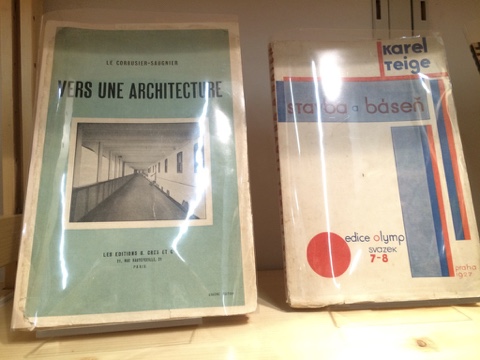 LE CORBUSIER-SAUGNIER
VERS UNE ARCHITECTURE
LES EDITIONS G. CRÈS ET C
PARIS
karel
teige
stavba a báseň
edice olymp
svazek
7-8
praha
1927